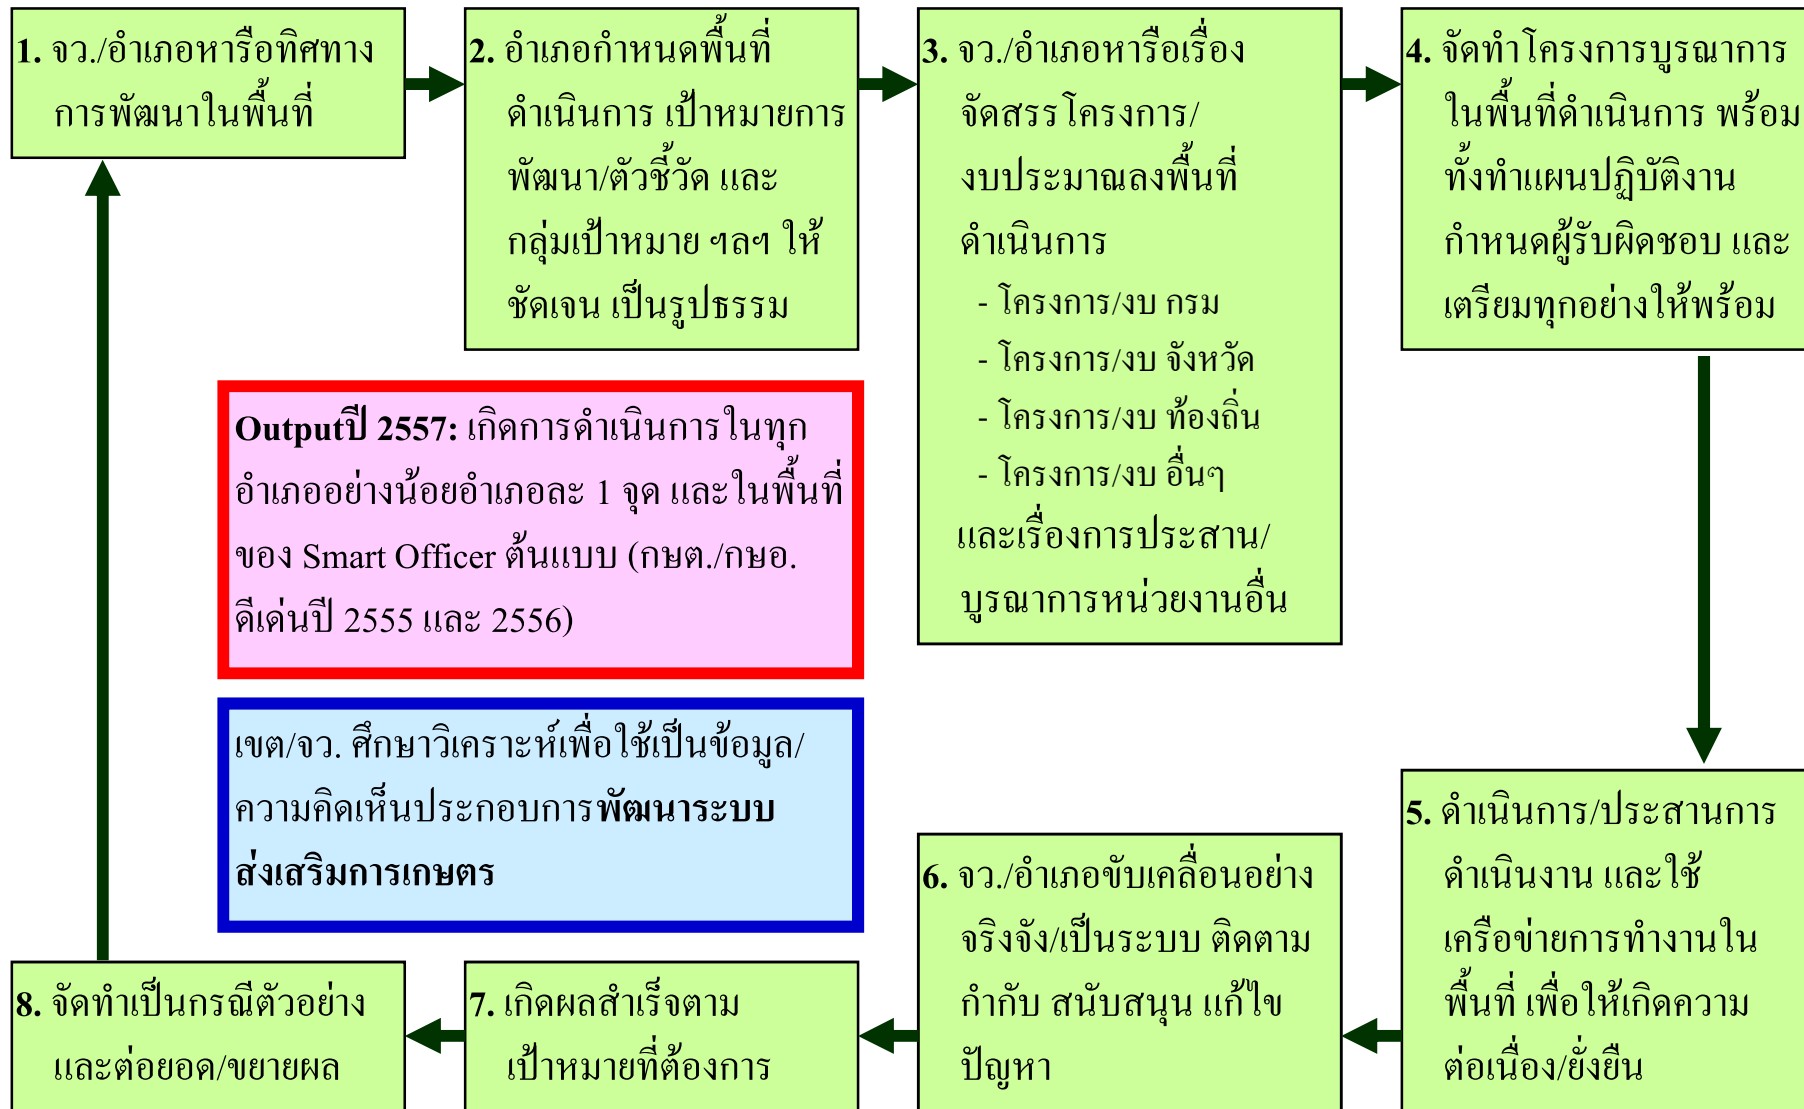 1. จว./อำเภอหารือทิศทาง
การพัฒนาในพื้นที่
2. อำเภอกำหนดพื้นที่
ดำเนินการ เป้าหมายการ
พัฒนา/ตัวชี้วัด และ
กลุ่มเป้าหมาย ฯลฯ ให้
ชัดเจน เป็นรูปธรรม
3. จว./อำเภอหารือเรื่อง
จัดสรรโครงการ/
งบประมาณลงพื้นที่
ดำเนินการ
- โครงการ/งบ กรม
- โครงการ/งบ จังหวัด
- โครงการ/งบ ท้องถิ่น
- โครงการ/งบ อื่นๆ
และเรื่องการประสาน/
บูรณาการหน่วยงานอื่น
4. จัดทำโครงการบูรณาการ
ในพื้นที่ดำเนินการ พร้อม
ทั้งทำแผนปฏิบัติงาน
กำหนดผู้รับผิดชอบ และ
เตรียมทุกอย่างให้พร้อม
Outputปี 2557: เกิดการดำเนินการในทุก
อำเภออย่างน้อยอำเภอละ 1 จุด และในพื้นที่
ของ Smart Officer ต้นแบบ (กษต./กษอ.
ดีเด่นปี 2555 และ 2556)
เขต/จว. ศึกษาวิเคราะห์เพื่อใช้เป็นข้อมูล/
ความคิดเห็นประกอบการพัฒนาระบบ
ส่งเสริมการเกษตร
5. ดำเนินการ/ประสานการ
ดำเนินงาน และใช้
เครือข่ายการทำงานใน
พื้นที่ เพื่อให้เกิดความ
ต่อเนื่อง/ยั่งยืน
6. จว./อำเภอขับเคลื่อนอย่าง
จริงจัง/เป็นระบบ ติดตาม
กำกับ สนับสนุน แก้ไข
ปัญหา
7. เกิดผลสำเร็จตาม
เป้าหมายที่ต้องการ
8. จัดทำเป็นกรณีตัวอย่าง
และต่อยอด/ขยายผล